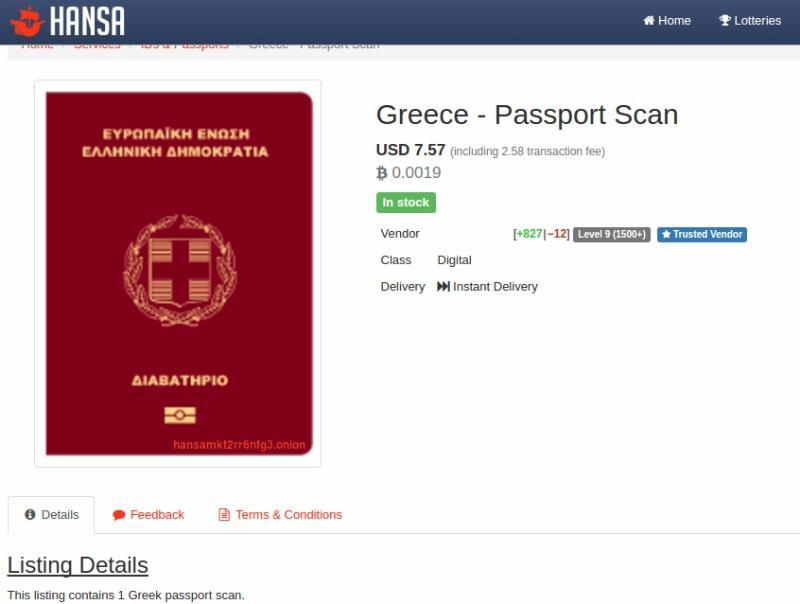 HANSA
Home
Lotteries
Home / Services / IDs & Passports / Greece - Passport Scan
ΕΥΡΩΠΑΪΚΗ ΕΝΩΣΗ
ΕΛΛΗΝΙΚΗ ΔΗΜΟΚΡΑΤΙΑ
ΔΙΑΒΑΤΗΡΙΟ
hansamkt2rr6nfg3.onion
Greece - Passport Scan
USD 7.57 (including 2.58 transaction fee)
฿ 0.0019
In stock
Vendor [+827|−12] Level 9 (1500+) Trusted Vendor
Class Digital
Delivery Instant Delivery
Details
Feedback
Terms & Conditions
Listing Details
This listing contains 1 Greek passport scan.